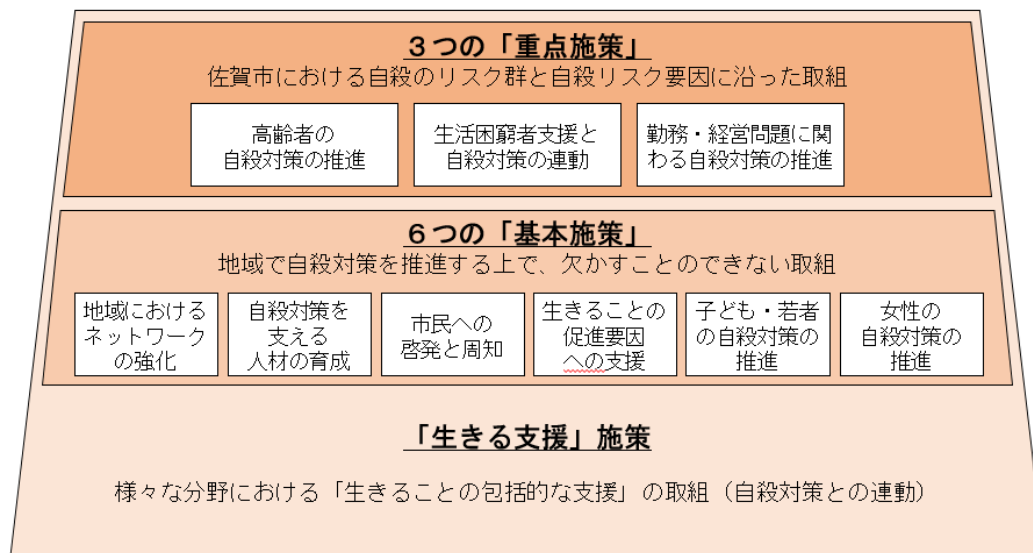 ３つの「重点施策」
佐賀市における自殺のリスク群と自殺リスク要因に沿った取組
高齢者の
自殺対策の推進
生活困窮者支援と
自殺対策の連動
勤務・経営問題に関
わる自殺対策の推進
６つの「基本施策」
地域で自殺対策を推進する上で、欠かすことのできない取組
地域における
ネットワーク
の強化
自殺対策を
支える
人材の育成
市民への
啓発と周知
生きることの
促進要因
への支援
子ども・若者
の自殺対策の
推進
女性の
自殺対策の
推進
「生きる支援」施策
様々な分野における「生きることの包括的な支援」の取組（自殺対策との連動）